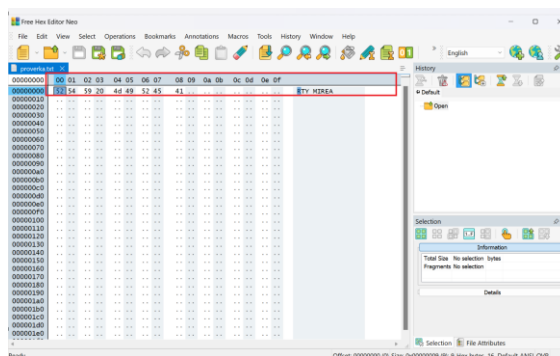 Free Hex Editor Neo
File Edit View Select Operations Bookmarks Annotations Macros Tools History Window Help
English
proverka.txt
00000000 00 01 02 03 04 05 06 07 08 09 0a 0b 0c 0d 0e 0f
00000000 52 54 59 20 4d 49 52 45 41 .. .. .. .. .. .. .. RTY MIREA
00000010
00000020
00000030
00000040
00000050
00000060
00000070
00000080
00000090
000000a0
000000b0
000000c0
000000d0
000000e0
000000f0
00000100
00000110
00000120
00000130
00000140
00000150
00000160
00000170
00000180
00000190
000001a0
000001b0
000001c0
000001d0
000001e0
History
Default
Open
Selection
Information
Total Size No selection bytes
Fragments No selection
Details
Selection File Attributes
Ready